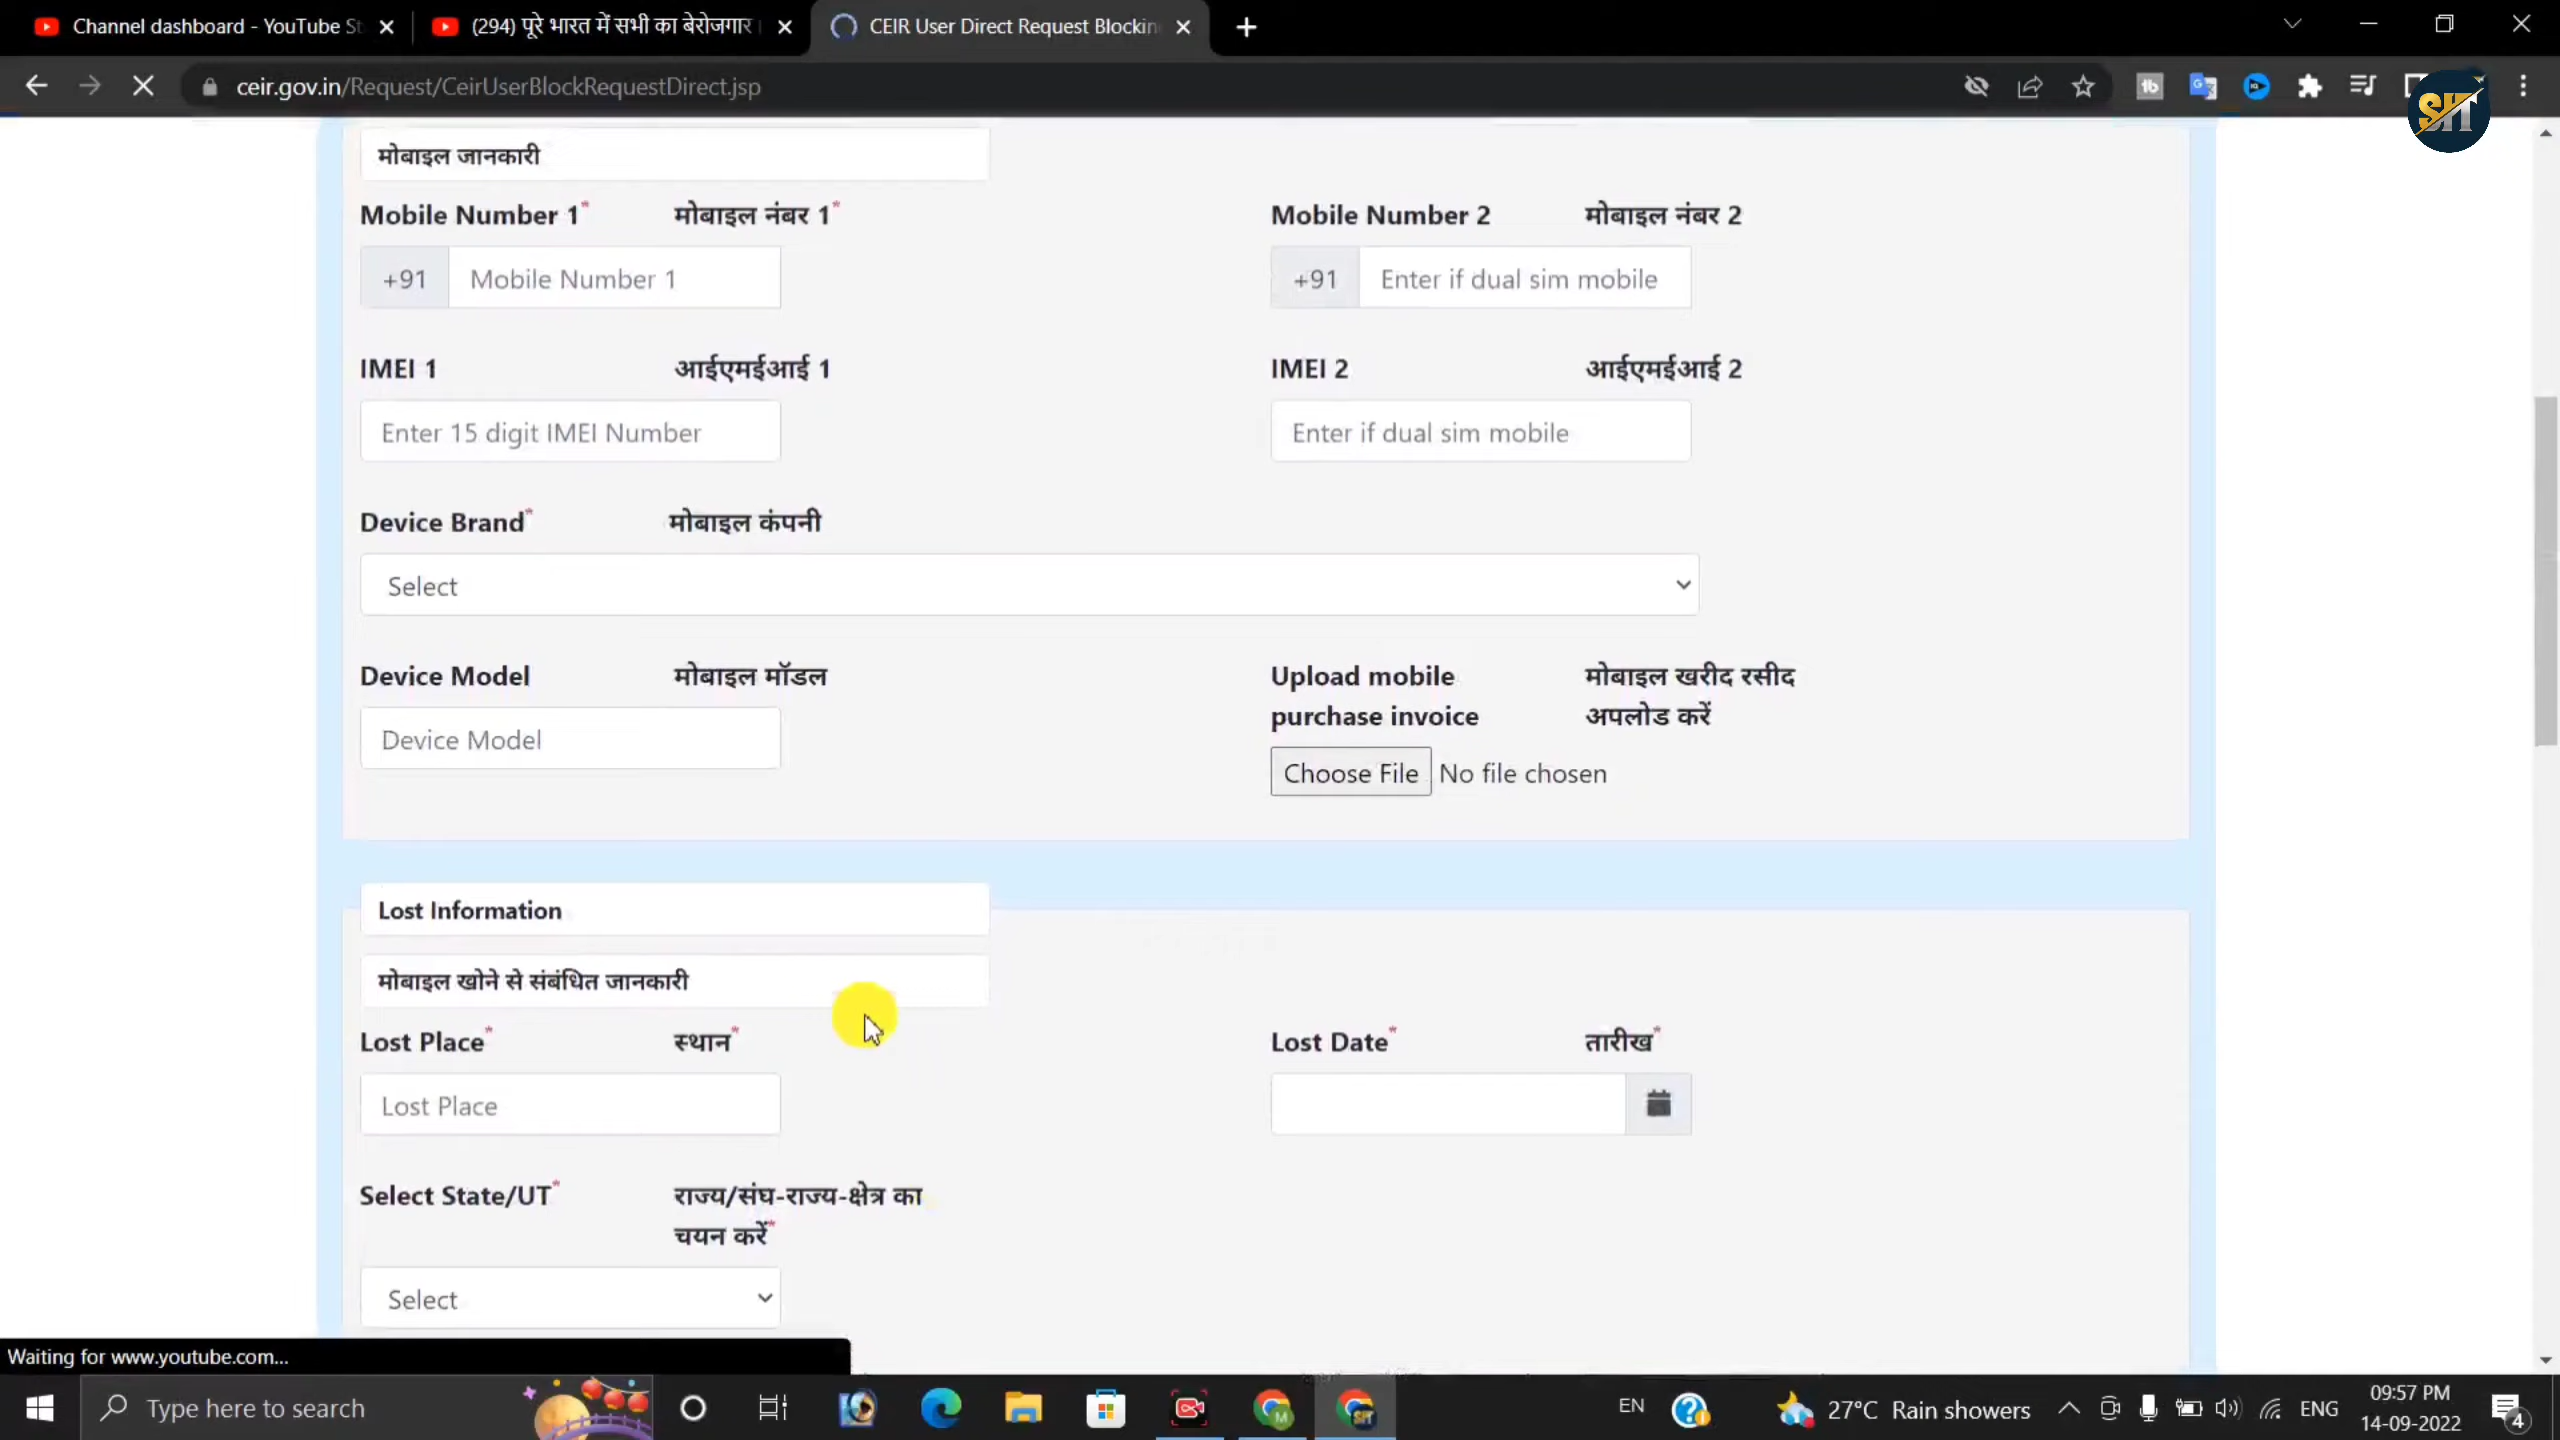 Channel dashboard - YouTube St
(294) पूरे भारत में सभी का बेरोजगार
CEIR User Direct Request Blockin
ceir.gov.in/Request/CeirUserBlockRequestDirect.jsp
SHT
मोबाइल जानकारी
Mobile Number 1* मोबाइल नंबर 1* Mobile Number 2 मोबाइल नंबर 2
+91 Mobile Number 1 +91 Enter if dual sim mobile
IMEI 1 आईएमईआई 1 IMEI 2 आईएमईआई 2
Enter 15 digit IMEI Number Enter if dual sim mobile
Device Brand* मोबाइल कंपनी
Select
Device Model मोबाइल मॉडल Upload mobile मोबाइल खरीद रसीद
purchase invoice अपलोड करें
Device Model Choose File No file chosen
Lost Information
मोबाइल खोने से संबंधित जानकारी
Lost Place* स्थान* Lost Date* तारीख*
Lost Place
Select State/UT* राज्य/संघ-राज्य-क्षेत्र का
चयन करें*
Select
Waiting for www.youtube.com...
Type here to search EN 27°C Rain showers ENG 09:57 PM
14-09-2022 4